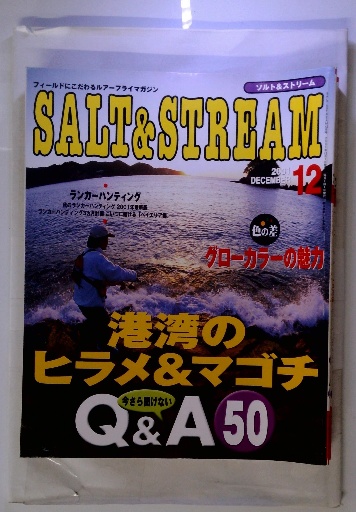 フィールドにこだわるルアーフライマガジン
ソルト&ストリーム
SALT&STREAM
2001
DECEMBER
12
ランカーハンティング
色の差
グローカラーの魅力
港湾の
ヒラメ&マゴチ
今さら聞けない
Q&A50